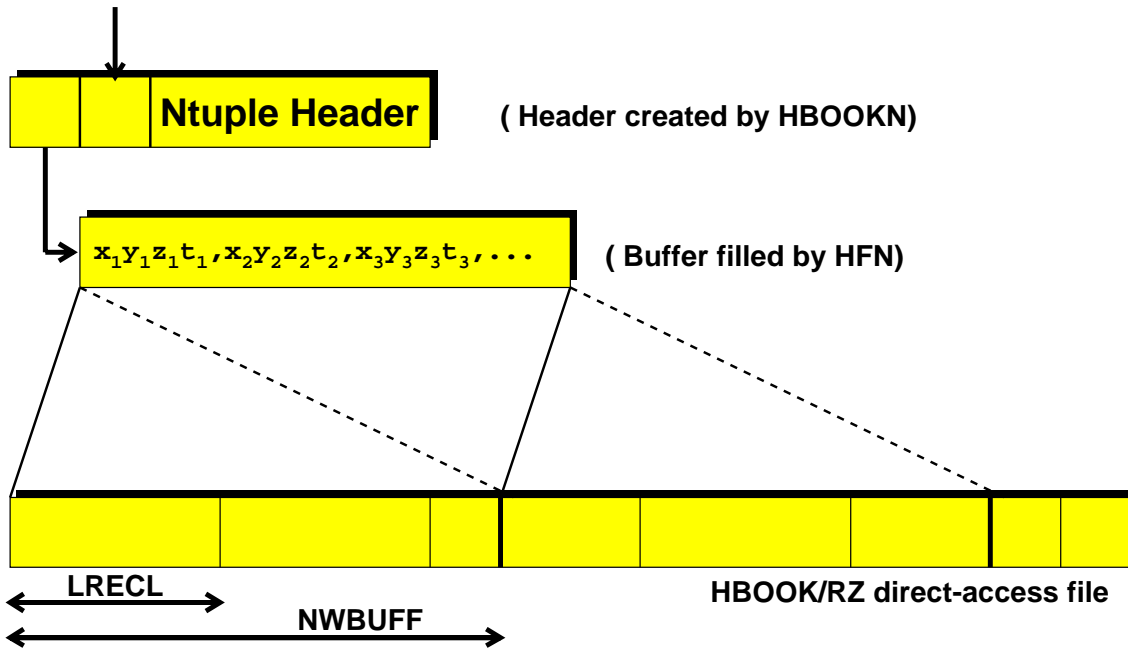 Ntuple Header
( Header created by HBOOKN)
x₁y₁z₁t₁,x₂y₂z₂t₂,x₃y₃z₃t₃,...
( Buffer filled by HFN)
LRECL
HBOOK/RZ direct-access file
NWBUFF